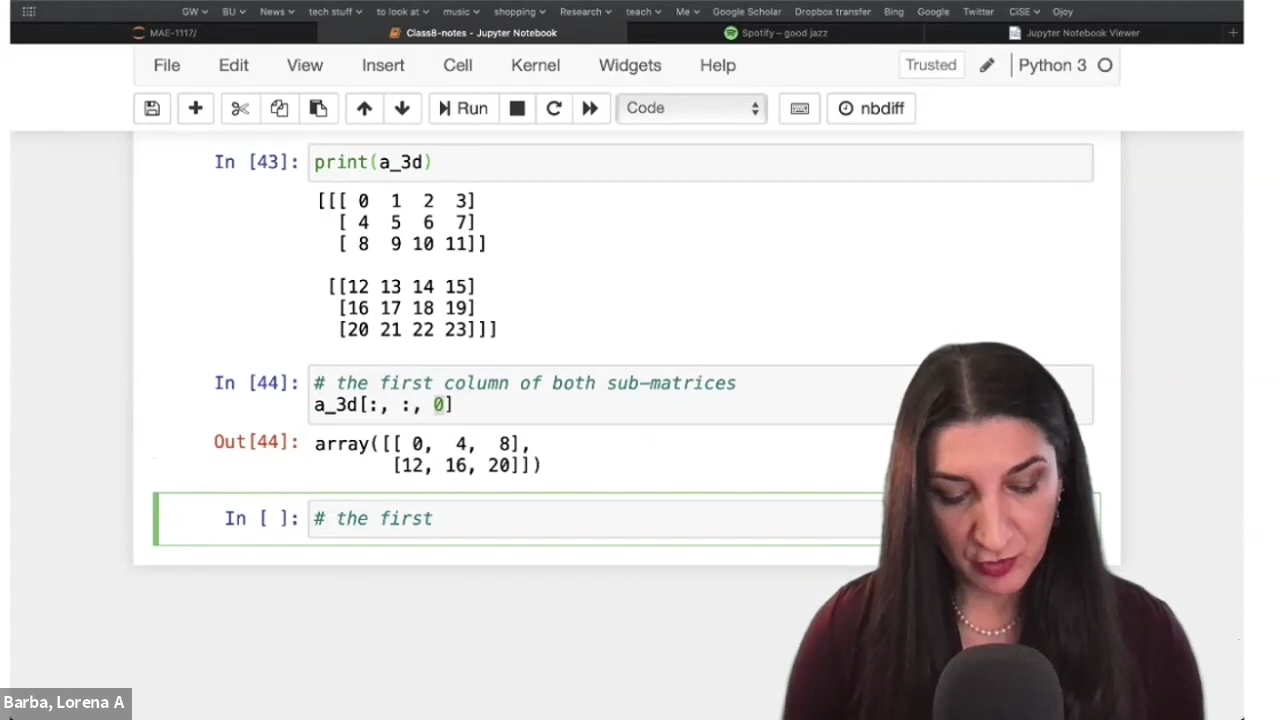 GW BU News tech stuff to look at music shopping Research teach Me Google Scholar Dropbox transfer Bing Google Twitter CiSE Ojoy
MAE-1117/ Class8-notes - Jupyter Notebook Spotify – good jazz Jupyter Notebook Viewer +
File Edit View Insert Cell Kernel Widgets Help Trusted Python 3
Run Code nbdiff
In [43]: print(a_3d)
[[[ 0 1 2 3]
[ 4 5 6 7]
[ 8 9 10 11]]
[[12 13 14 15]
[16 17 18 19]
[20 21 22 23]]]
In [44]: # the first column of both sub-matrices
a_3d[:, :, 0]
Out[44]: array([[ 0, 4, 8],
[12, 16, 20]])
In [ ]: # the first
Barba, Lorena A